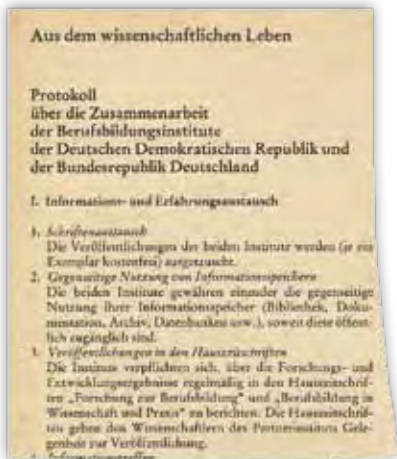 Aus dem wissenschaftlichen Leben
Protokoll
über die Zusammenarbeit
der Berufsbildungsinstitute
der Deutschen Demokratischen Republik und
der Bundesrepublik Deutschland
I. Informations- und Erfahrungsaustausch
1. Schriftenaustausch
Die Veröffentlichungen der beiden Institute werden (je ein
Exemplar kostenfrei) ausgetauscht.
2. Gegenseitige Nutzung von Informationsspeichern
Die beiden Institute gewähren einander die gegenseitige
Nutzung ihrer Informationsspeicher (Bibliothek, Doku-
mentation, Archiv, Datenbanken usw.), soweit diese öffent-
lich zugänglich sind.
3. Veröffentlichungen in den Hauszeitschriften
Die Institute verpflichten sich, über die Forschungs- und
Entwicklungsergebnisse regelmäßig in den Hauszeitschrif-
ten „Forschung zur Berufsbildung“ und „Berufsbildung in
Wissenschaft und Praxis“ zu berichten. Die Hauszeitschrif-
ten geben den Wissenschaftlern des Partnerinstituts Gele-
genheit zur Veröffentlichung.
4. Informationstreffen